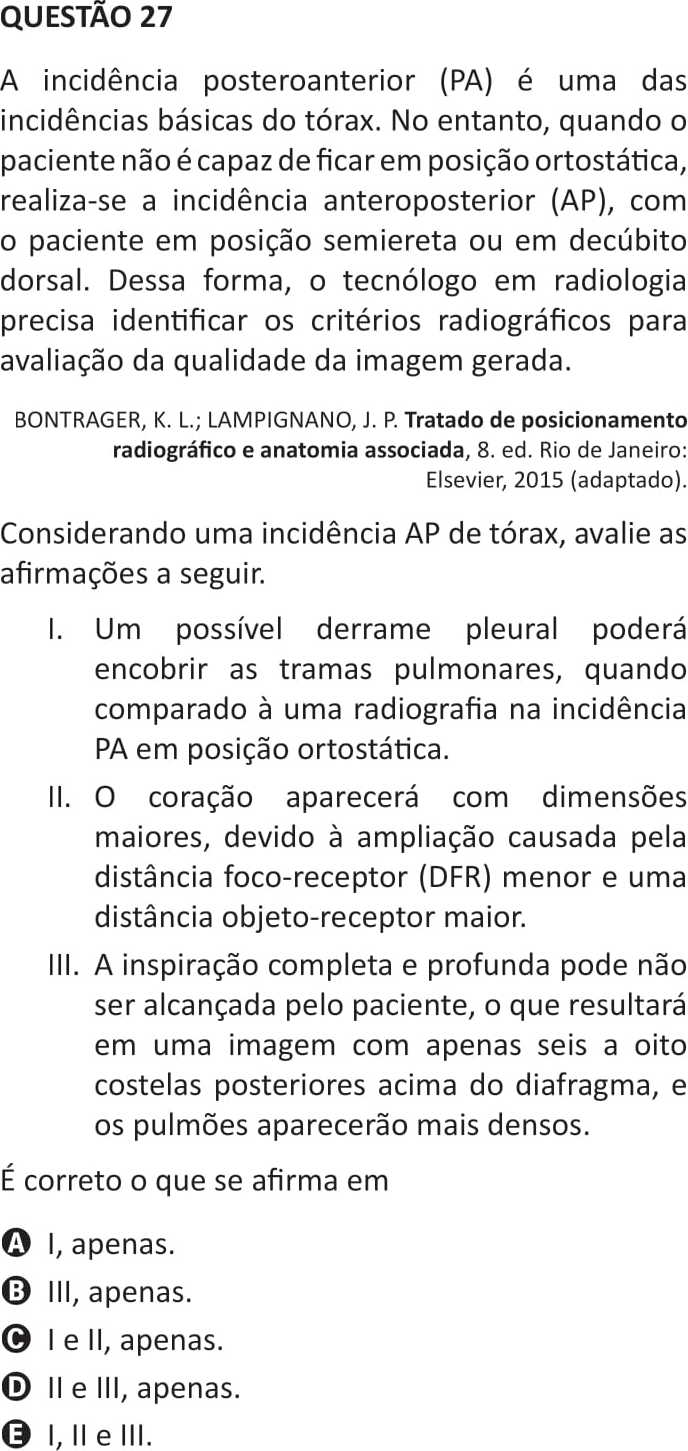 QUESTÃO 27
A incidência posteroanterior (PA) é uma das
incidências básicas do tórax. No entanto, quando o
paciente não é capaz de ficar em posição ortostática,
realiza-se a incidência anteroposterior (AP), com
o paciente em posição semiereta ou em decúbito
dorsal. Dessa forma, o tecnólogo em radiologia
precisa identificar os critérios radiográficos para
avaliação da qualidade da imagem gerada.
BONTRAGER, K. L.; LAMPIGNANO, J. P. Tratado de posicionamento
radiográfico e anatomia associada, 8. ed. Rio de Janeiro:
Elsevier, 2015 (adaptado).
Considerando uma incidência AP de tórax, avalie as
afirmações a seguir.
I. Um possível derrame pleural poderá
encobrir as tramas pulmonares, quando
comparado à uma radiografia na incidência
PA em posição ortostática.
II. O coração aparecerá com dimensões
maiores, devido à ampliação causada pela
distância foco-receptor (DFR) menor e uma
distância objeto-receptor maior.
III. A inspiração completa e profunda pode não
ser alcançada pelo paciente, o que resultará
em uma imagem com apenas seis a oito
costelas posteriores acima do diafragma, e
os pulmões aparecerão mais densos.
É correto o que se afirma em
A I, apenas.
B III, apenas.
C I e II, apenas.
D II e III, apenas.
E I, II e III.